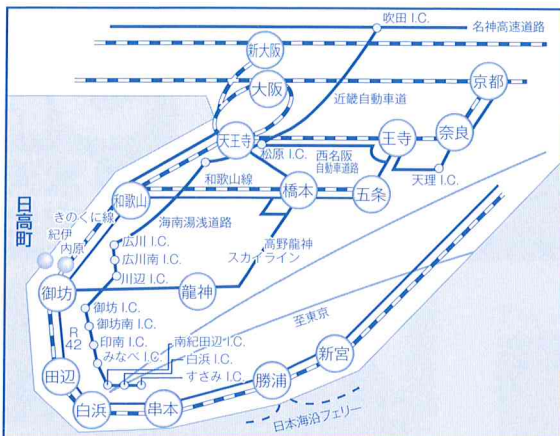 吹田 I.C.
名神高速道路
新大阪
大阪
京都
近畿自動車道
天王寺
松原 I.C.
王寺
奈良
西名阪
自動車道路
天理 I.C.
和歌山線
和歌山
橋本
五条
海南湯浅道路
日高町
きのくに線
紀伊
内原
広川 I.C.
広川南 I.C.
川辺 I.C.
高野龍神
スカイライン
御坊
龍神
御坊 I.C.
御坊南 I.C.
印南 I.C.
みなべ I.C.
南紀田辺 I.C.
白浜 I.C.
すさみ I.C.
至東京
R
42
田辺
白浜
串本
勝浦
新宮
日本海沿フェリー